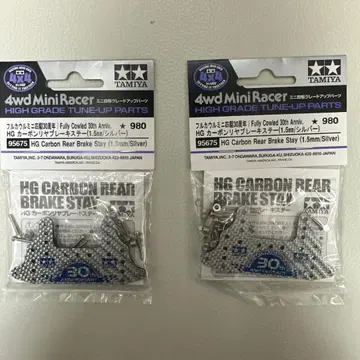 4X4
TAMIYA
4wd Mini Racer ミニ四駆グレードアップパーツ
HIGH GRADE TUNE-UP PARTS
フルカウルミニ四駆30周年 / Fully Cowled 30th Anniv. ★ 980
HG カーボンリヤブレーキステー(1.5mm/シルバー)
95675 HG Carbon Rear Brake Stay (1.5mm/Silver)
TAMIYA, INC. 3-7 ONDAWARA, SURUGA-KU, SHIZUOKA 422-8610 JAPAN
HG CARBON REAR
BRAKE STAY
HG カーボンリヤブレーキステー
30
4X4
TAMIYA
4wd Mini Racer ミニ四駆グレードアップパーツ
HIGH GRADE TUNE-UP PARTS
フルカウルミニ四駆30周年 / Fully Cowled 30th Anniv. ★ 980
HG カーボンリヤブレーキステー(1.5mm/シルバー)
95675 HG Carbon Rear Brake Stay (1.5mm/Silver)
TAMIYA, INC. 3-7 ONDAWARA, SURUGA-KU, SHIZUOKA 422-8610 JAPAN
HG CARBON REAR
BRAKE STAY
HG カーボンリヤブレーキステー
30